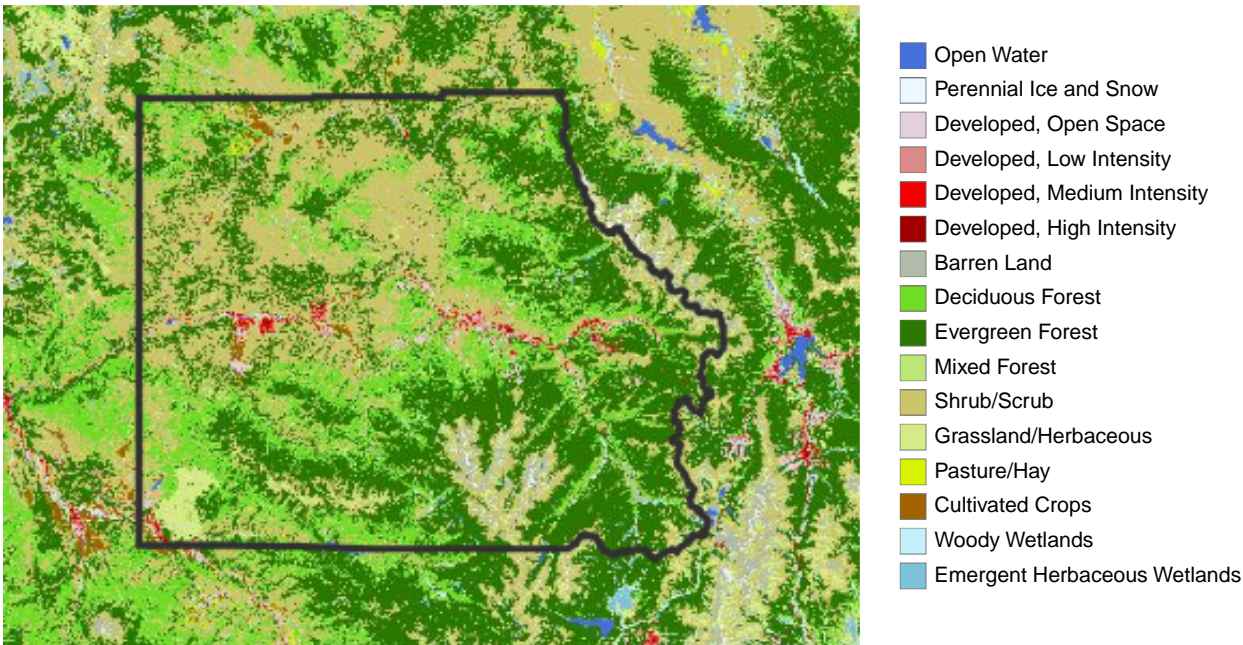 Open Water
Perennial Ice and Snow
Developed, Open Space
Developed, Low Intensity
Developed, Medium Intensity
Developed, High Intensity
Barren Land
Deciduous Forest
Evergreen Forest
Mixed Forest
Shrub/Scrub
Grassland/Herbaceous
Pasture/Hay
Cultivated Crops
Woody Wetlands
Emergent Herbaceous Wetlands